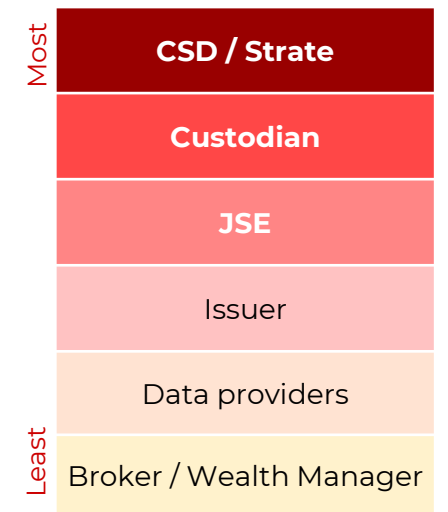 Most
CSD / Strate
Custodian
JSE
Issuer
Data providers
Least
Broker / Wealth Manager